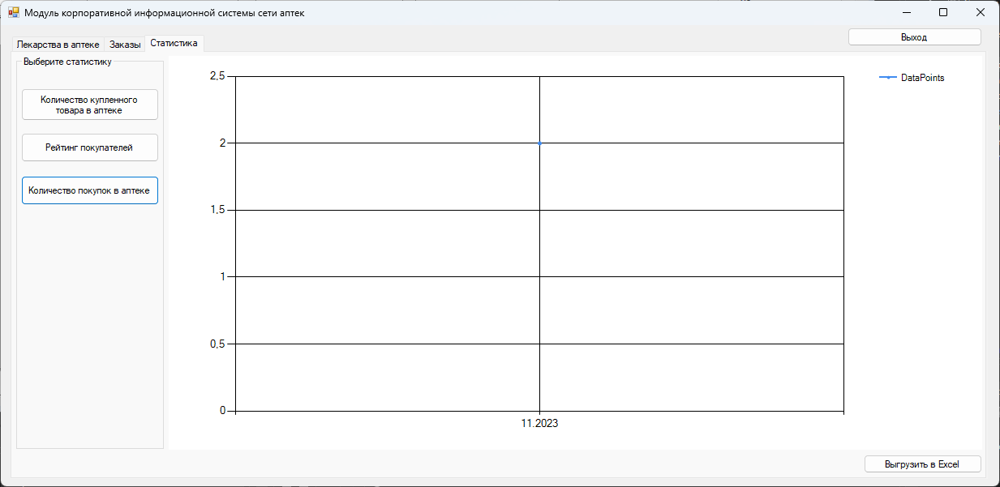 Модуль корпоративной информационной системы сети аптек
Лекарства в аптеке
Заказы
Статистика
Выход
Выберите статистику
Количество купленного
товара в аптеке
Рейтинг покупателей
Количество покупок в аптеке
2,5
2
1,5
1
0,5
0
11.2023
DataPoints
Выгрузить в Excel